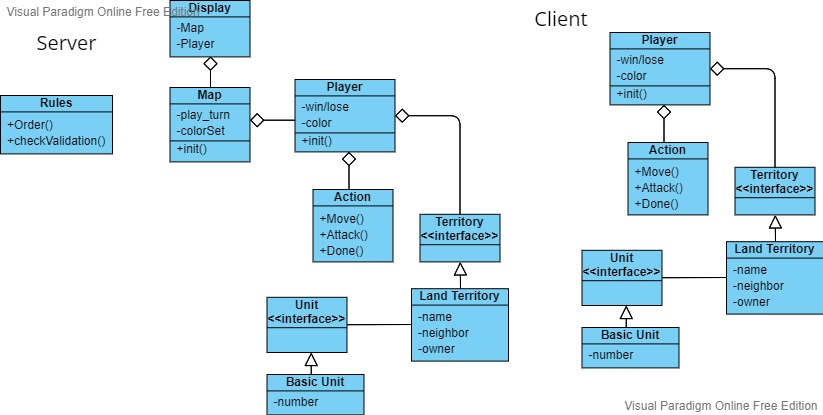 Visual Paradigm Online Free Edition
Server
Display
-Map
-Player
Rules
+Order()
+checkValidation()
Map
-play_turn
-colorSet
+init()
Player
-win/lose
-color
+init()
Action
+Move()
+Attack()
+Done()
Territory
<<interface>>
Unit
<<interface>>
Land Territory
-name
-neighbor
-owner
Basic Unit
-number
Client
Player
-win/lose
-color
+init()
Action
+Move()
+Attack()
+Done()
Territory
<<interface>>
Unit
<<interface>>
Land Territory
-name
-neighbor
-owner
Basic Unit
-number
Visual Paradigm Online Free Edition